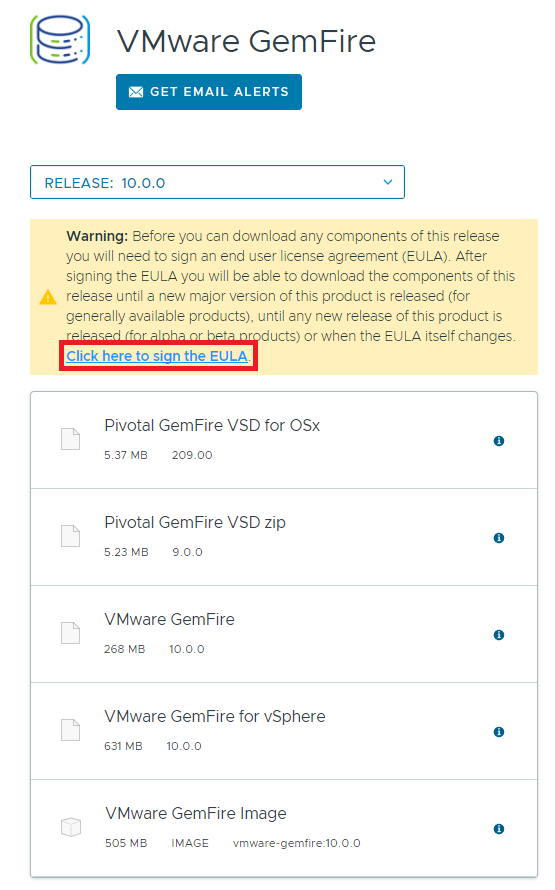 VMware GemFire
GET EMAIL ALERTS
RELEASE: 10.0.0
Warning: Before you can download any components of this release
you will need to sign an end user license agreement (EULA). After
signing the EULA you will be able to download the components of this
release until a new major version of this product is released (for
generally available products), until any new release of this product is
released (for alpha or beta products) or when the EULA itself changes.
Click here to sign the EULA.
Pivotal GemFire VSD for OSx
5.37 MB 209.00
Pivotal GemFire VSD zip
5.23 MB 9.0.0
VMware GemFire
268 MB 10.0.0
VMware GemFire for vSphere
631 MB 10.0.0
VMware GemFire Image
505 MB IMAGE vmware-gemfire:10.0.0